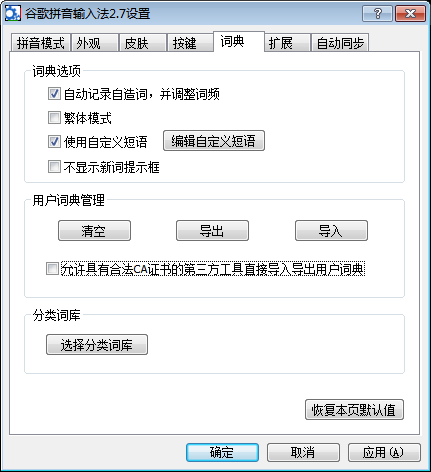 谷歌拼音输入法2.7设置
拼音模式 外观 皮肤 按键 词典 扩展 自动同步
词典选项
自动记录自造词，并调整词频
繁体模式
使用自定义短语 编辑自定义短语
不显示新词提示框
用户词典管理
清空 导出 导入
允许具有合法CA证书的第三方工具直接导入导出用户词典
分类词库
选择分类词库
恢复本页默认值
确定 取消 应用(A)